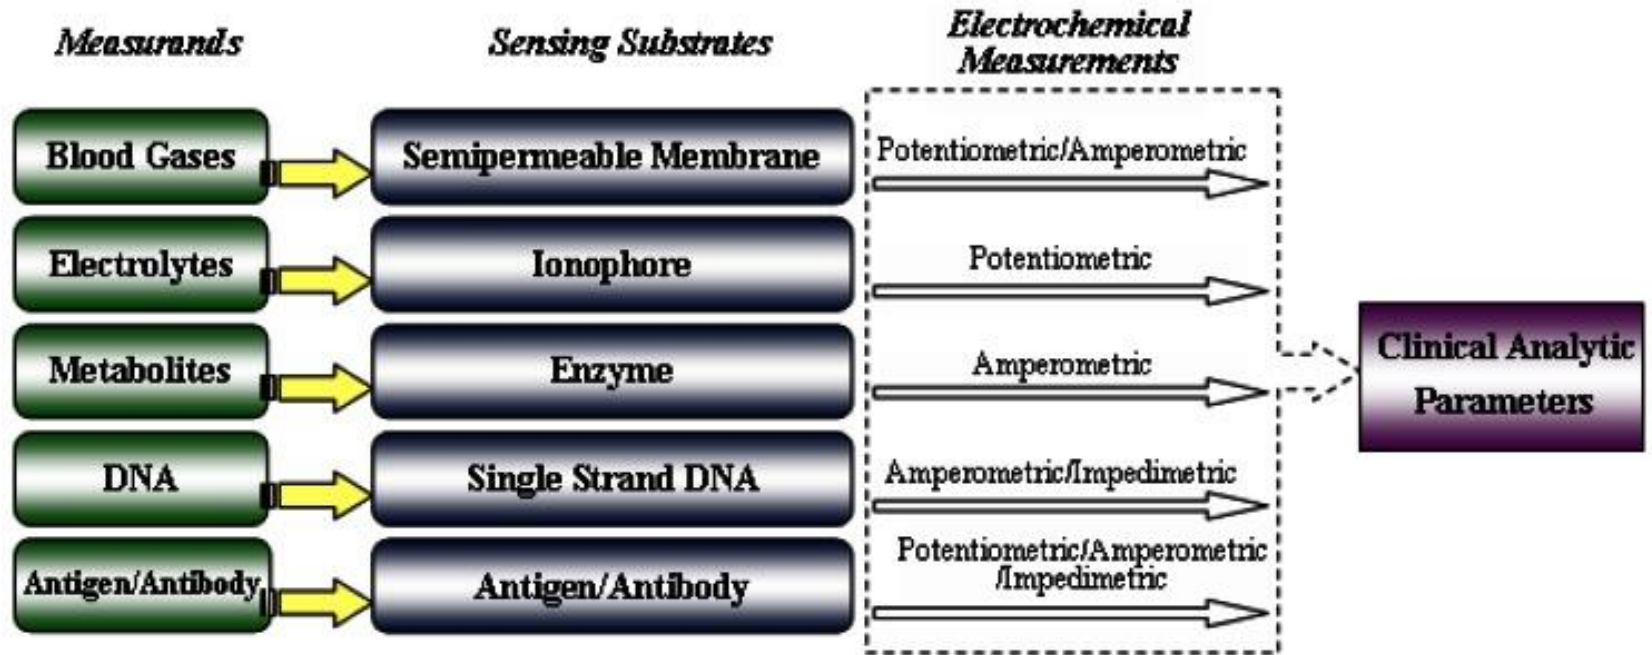 Measurands
Sensing Substrates
Electrochemical
Measurements
Blood Gases
Semipermeable Membrane
Potentiometric/Amperometric
Electrolytes
Ionophore
Potentiometric
Metabolites
Enzyme
Amperometric
DNA
Single Strand DNA
Amperometric/Impedimetric
Antigen/Antibody
Antigen/Antibody
Potentiometric/Amperometric
/Impedimetric
Clinical Analytic
Parameters